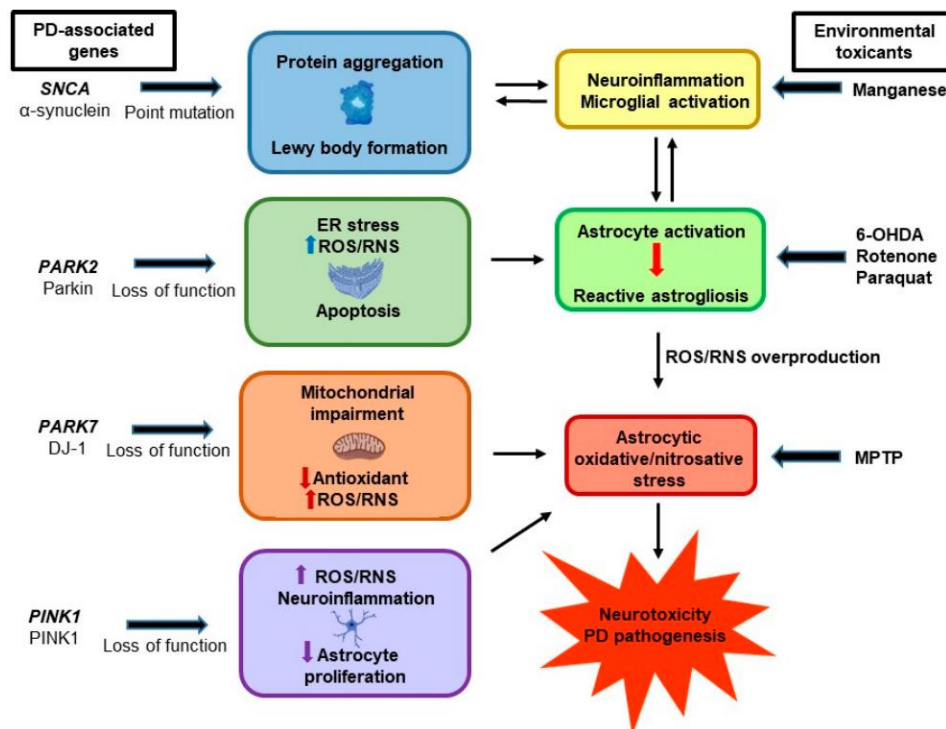 PD-associated
genes
Environmental
toxicants
SNCA
α-synuclein
Point mutation
Protein aggregation
Lewy body formation
Neuroinflammation
Microglial activation
Manganese
PARK2
Parkin
Loss of function
ER stress
ROS/RNS
Apoptosis
Astrocyte activation
Reactive astrogliosis
6-OHDA
Rotenone
Paraquat
ROS/RNS overproduction
PARK7
DJ-1
Loss of function
Mitochondrial
impairment
Antioxidant
ROS/RNS
Astrocytic
oxidative/nitrosative
stress
MPTP
PINK1
PINK1
Loss of function
ROS/RNS
Neuroinflammation
Astrocyte
proliferation
Neurotoxicity
PD pathogenesis